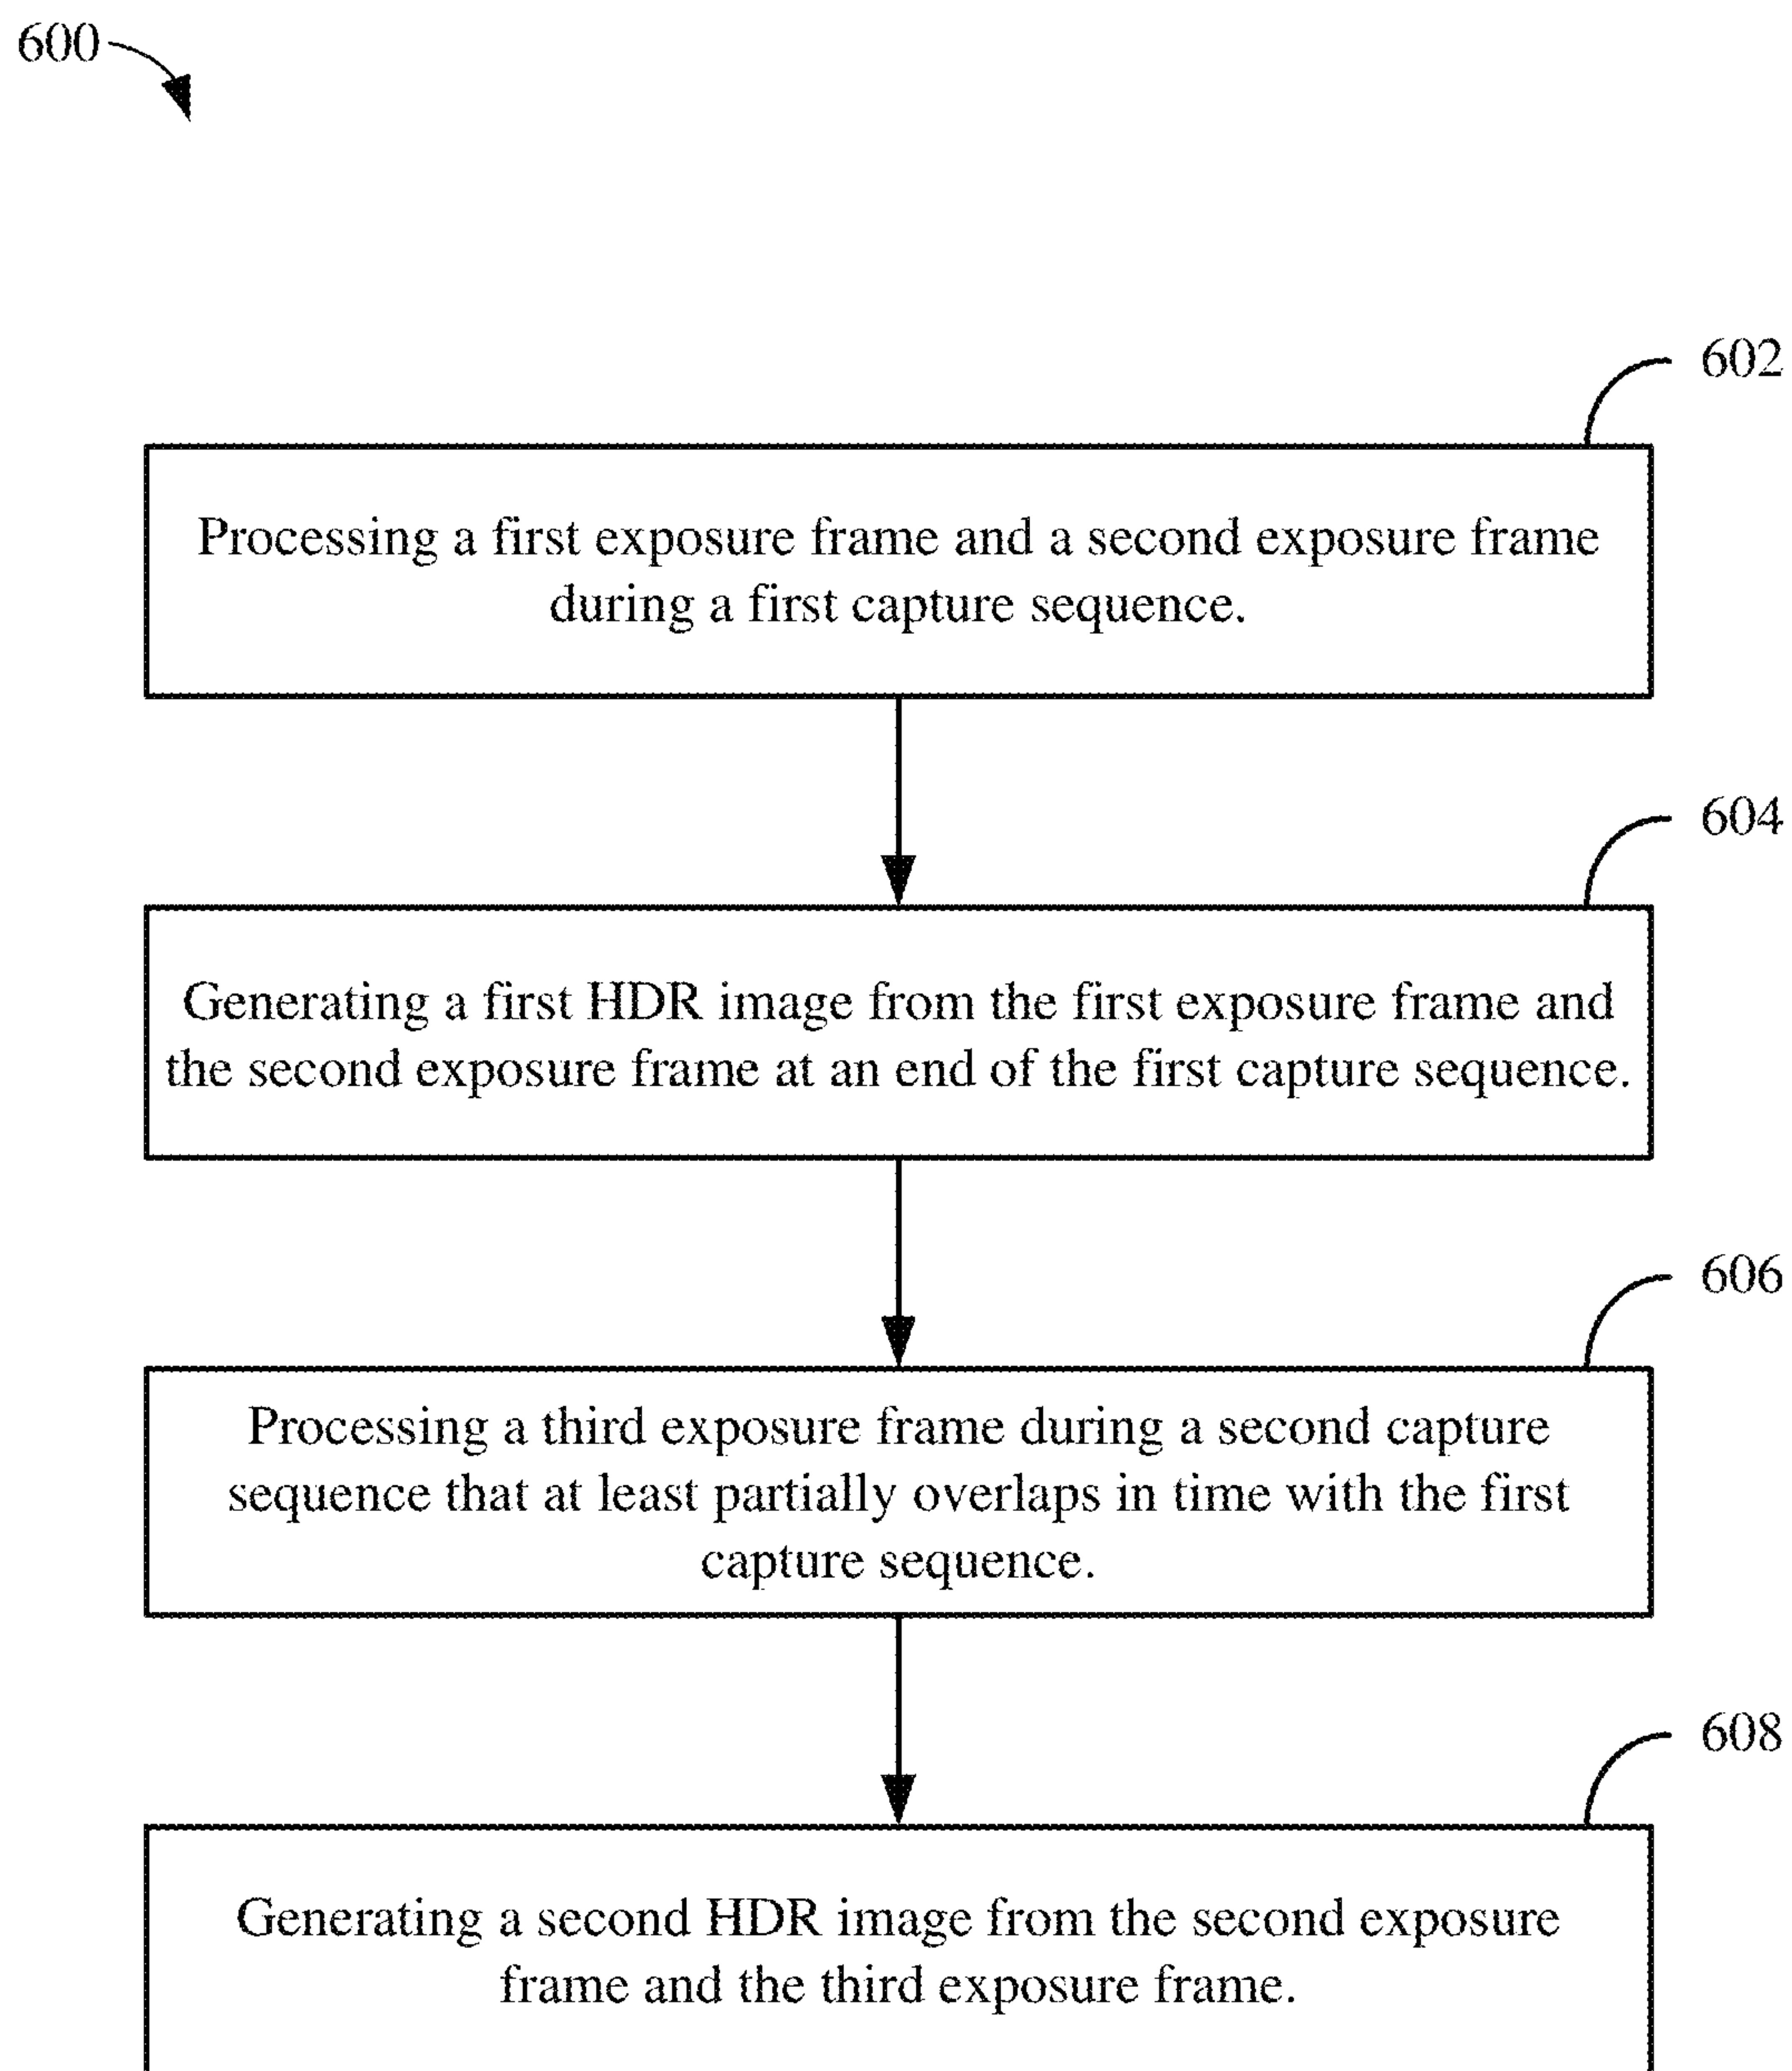 600
602
Processing a first exposure frame and a second exposure frame
during a first capture sequence.
604
Generating a first HDR image from the first exposure frame and
the second exposure frame at an end of the first capture sequence.
606
Processing a third exposure frame during a second capture
sequence that at least partially overlaps in time with the first
capture sequence.
608
Generating a second HDR image from the second exposure
frame and the third exposure frame.